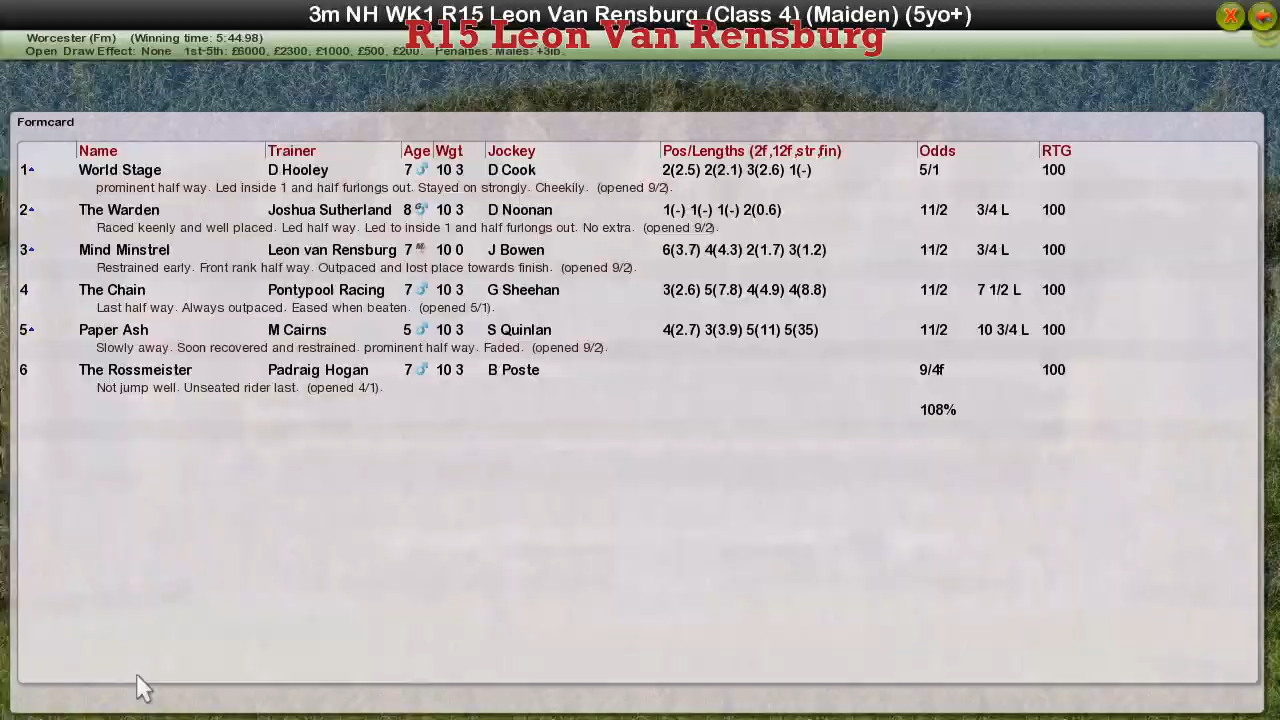 3m NH WK1 R15 Leon Van Rensburg (Class 4) (Maiden) (5yo+)
R15 Leon Van Rensburg
Worcester (Fm) (Winning time: 5:44.98)
Open Draw Effect: None 1st-5th: £6000, £2300, £1000, £500, £200. Penalties: Males: +3lb
Formcard
Name Trainer Age Wgt Jockey Pos/Lengths (2f,12f,str,fin) Odds RTG
1 World Stage D Hooley 7 10 3 D Cook 2(2.5) 2(2.1) 3(2.6) 1(-) 5/1 100
prominent half way. Led inside 1 and half furlongs out. Stayed on strongly. Cheekily. (opened 9/2).
2 The Warden Joshua Sutherland 8 10 3 D Noonan 1(-) 1(-) 1(-) 2(0.6) 11/2 3/4 L 100
Raced keenly and well placed. Led half way. Led to inside 1 and half furlongs out. No extra. (opened 9/2).
3 Mind Minstrel Leon van Rensburg 7 10 0 J Bowen 6(3.7) 4(4.3) 2(1.7) 3(1.2) 11/2 3/4 L 100
Restrained early. Front rank half way. Outpaced and lost place towards finish. (opened 9/2).
4 The Chain Pontypool Racing 7 10 3 G Sheehan 3(2.6) 5(7.8) 4(4.9) 4(8.8) 11/2 7 1/2 L 100
Last half way. Always outpaced. Eased when beaten. (opened 5/1).
5 Paper Ash M Cairns 5 10 3 S Quinlan 4(2.7) 3(3.9) 5(11) 5(35) 11/2 10 3/4 L 100
Slowly away. Soon recovered and restrained. prominent half way. Faded. (opened 9/2).
6 The Rossmeister Padraig Hogan 7 10 3 B Poste 9/4f 100
Not jump well. Unseated rider last. (opened 4/1).
108%